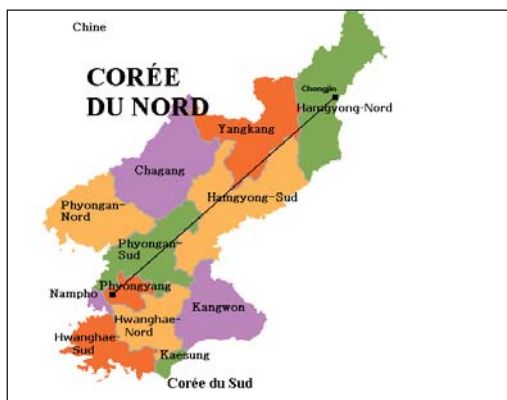 Chine
CORÉE
DU NORD
Chongjin
Hamgyong-Nord
Yangkang
Chagang
Hamgyong-Sud
Phyongan-
Nord
Phyongan-
Sud
Phyongyang
Nampho
Kangwon
Hwanghae-
Nord
Hwanghae-
Sud
Kaesung
Corée du Sud